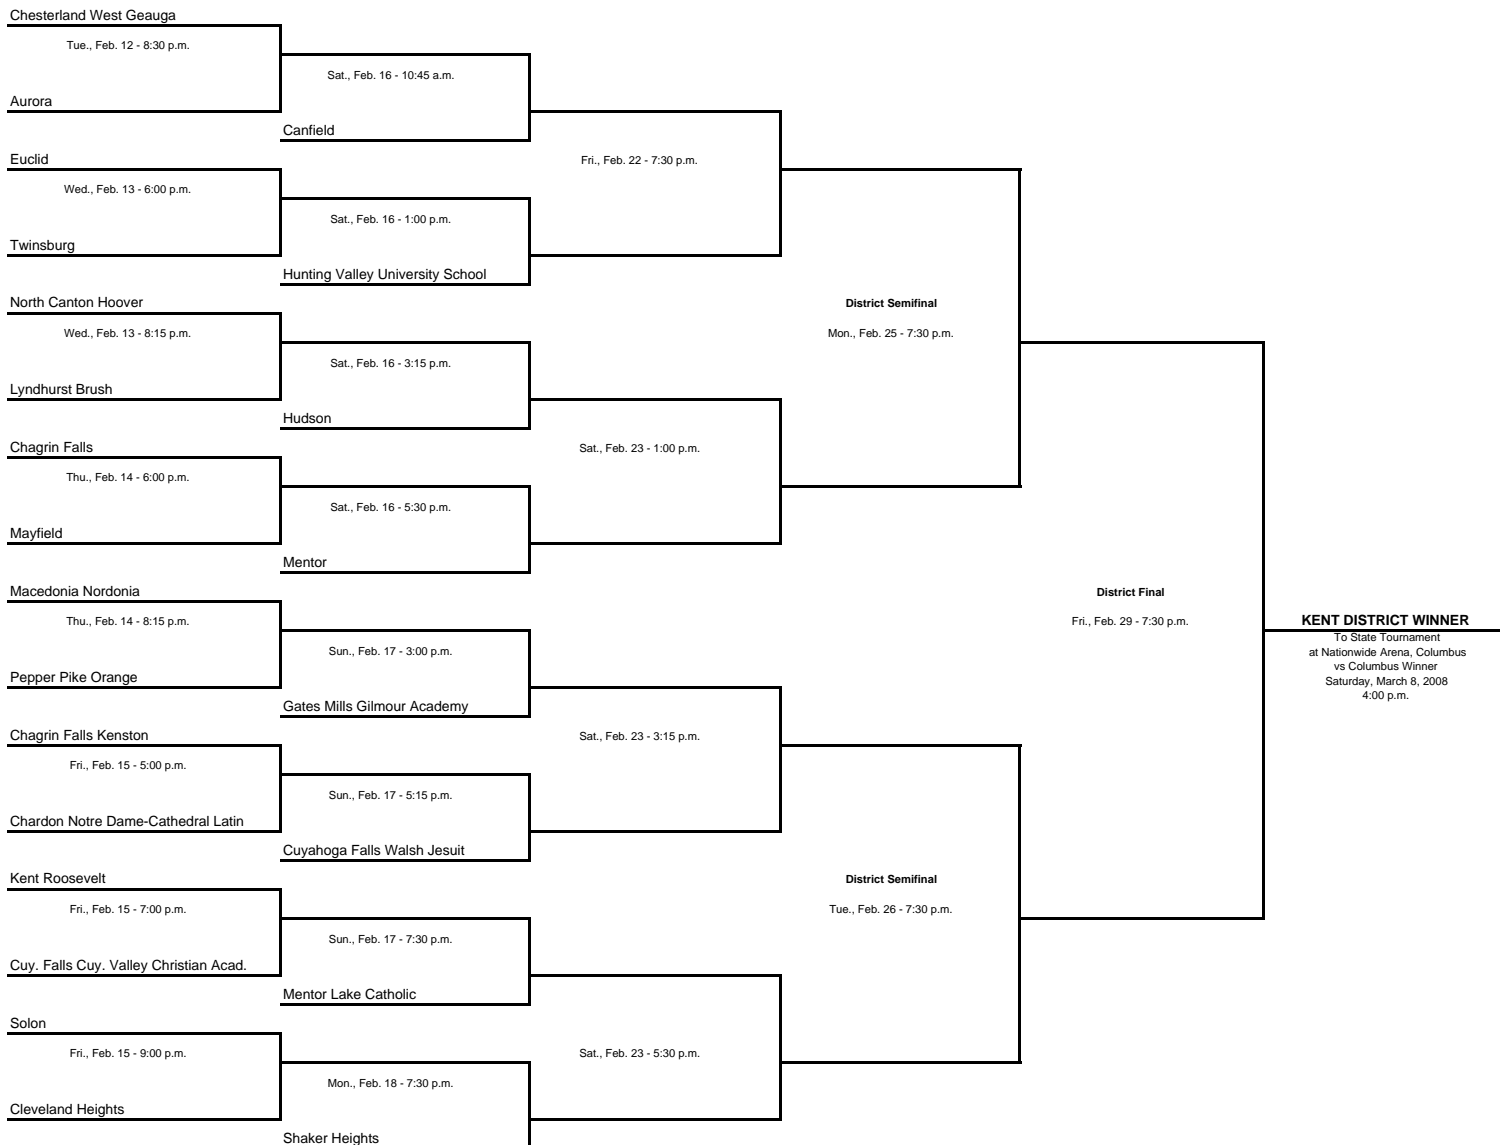 Chesterland West Geauga
Tue., Feb. 12 - 8:30 p.m.
Sat., Feb. 16 - 10:45 a.m.
Aurora
Canfield
Euclid
Fri., Feb. 22 - 7:30 p.m.
Wed., Feb. 13 - 6:00 p.m.
Sat., Feb. 16 - 1:00 p.m.
Twinsburg
Hunting Valley University School
North Canton Hoover
District Semifinal
Wed., Feb. 13 - 8:15 p.m.
Mon., Feb. 25 - 7:30 p.m.
Sat., Feb. 16 - 3:15 p.m.
Lyndhurst Brush
Hudson
Chagrin Falls
Sat., Feb. 23 - 1:00 p.m.
Thu., Feb. 14 - 6:00 p.m.
Sat., Feb. 16 - 5:30 p.m.
Mayfield
Mentor
Macedonia Nordonia
District Final
Thu., Feb. 14 - 8:15 p.m.
Fri., Feb. 29 - 7:30 p.m.
KENT DISTRICT WINNER
To State Tournament
at Nationwide Arena, Columbus
vs Columbus Winner
Saturday, March 8, 2008
4:00 p.m.
Sun., Feb. 17 - 3:00 p.m.
Pepper Pike Orange
Gates Mills Gilmour Academy
Chagrin Falls Kenston
Sat., Feb. 23 - 3:15 p.m.
Fri., Feb. 15 - 5:00 p.m.
Sun., Feb. 17 - 5:15 p.m.
Chardon Notre Dame-Cathedral Latin
Cuyahoga Falls Walsh Jesuit
Kent Roosevelt
District Semifinal
Fri., Feb. 15 - 7:00 p.m.
Tue., Feb. 26 - 7:30 p.m.
Sun., Feb. 17 - 7:30 p.m.
Cuy. Falls Cuy. Valley Christian Acad.
Mentor Lake Catholic
Solon
Fri., Feb. 15 - 9:00 p.m.
Sat., Feb. 23 - 5:30 p.m.
Mon., Feb. 18 - 7:30 p.m.
Cleveland Heights
Shaker Heights